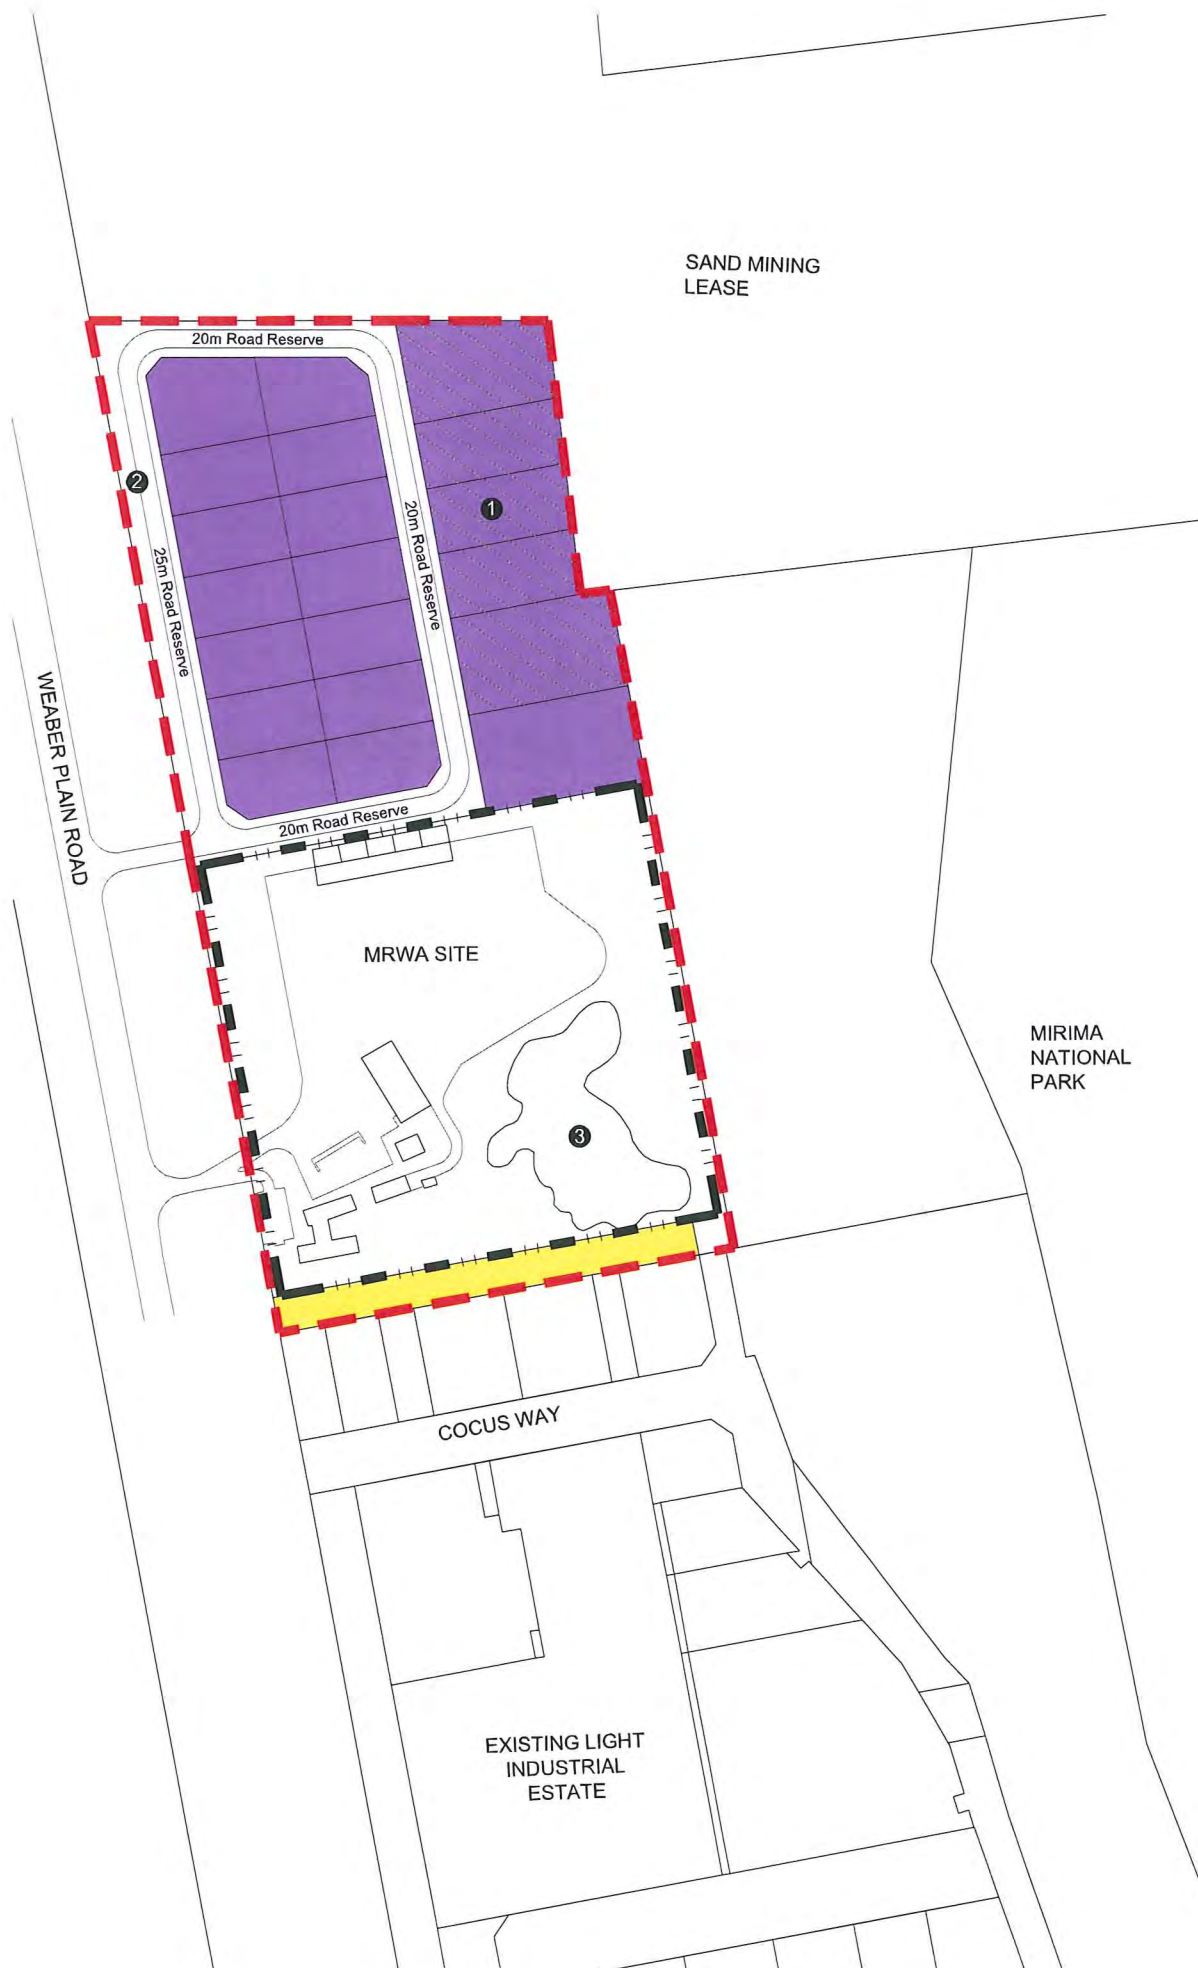 SAND MINING
LEASE
20m Road Reserve
2
1
20m Road Reserve
25m Road Reserve
WEABER PLAIN ROAD
20m Road Reserve
MRWA SITE
MIRIMA
NATIONAL
PARK
3
COCUS WAY
EXISTING LIGHT
INDUSTRIAL
ESTATE